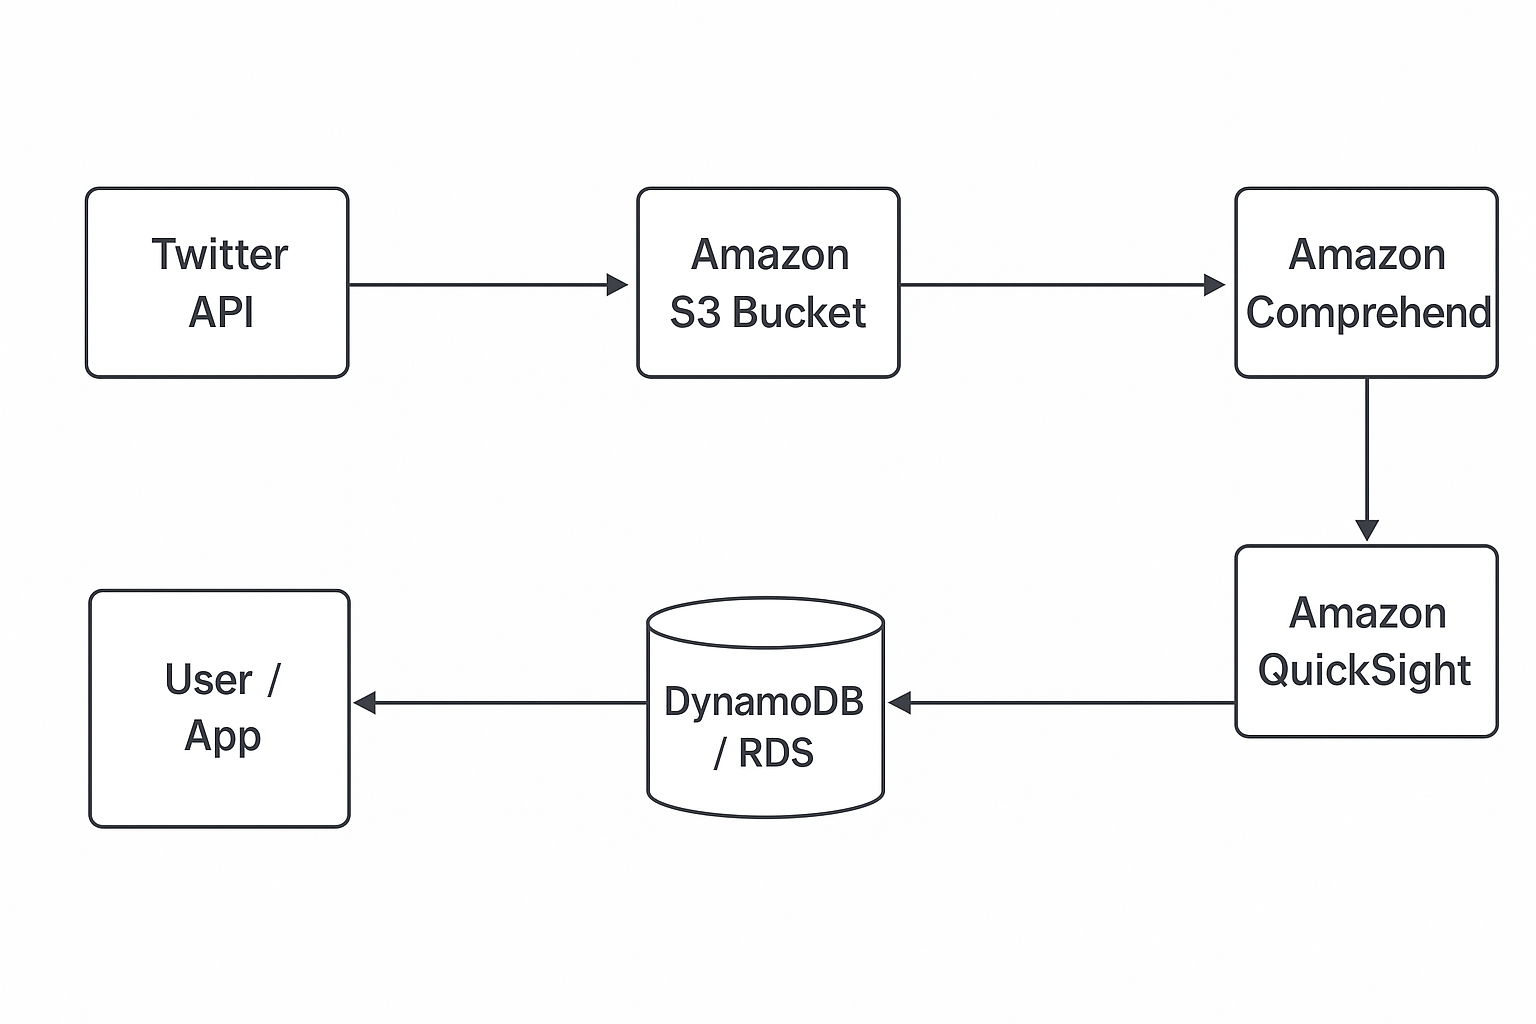 Twitter
API
Amazon
S3 Bucket
Amazon
Comprehend
Amazon
QuickSight
DynamoDB
/ RDS
User /
App